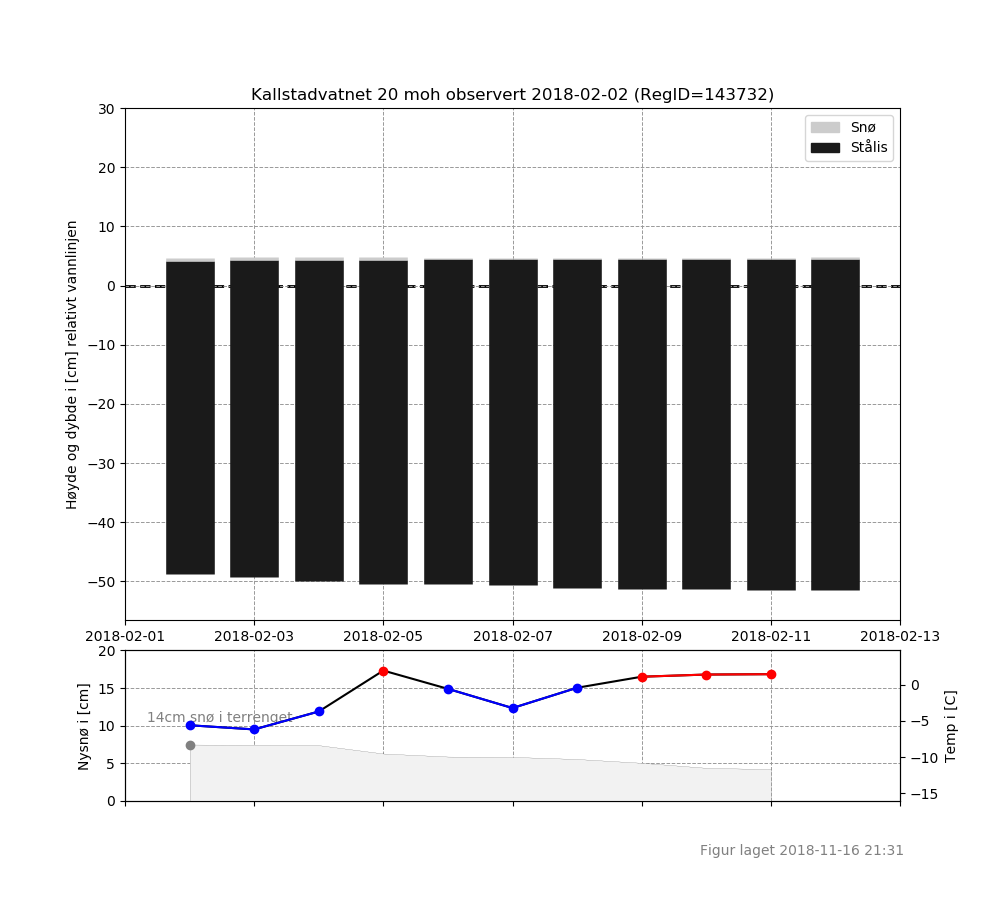 Kallstadvatnet 20 moh observert 2018-02-02 (RegID=143732)
Snø
Stålis
Høyde og dybde i [cm] relativt vannlinjen
30
20
10
0
−10
−20
−30
−40
−50
2018-02-01 2018-02-03 2018-02-05 2018-02-07 2018-02-09 2018-02-11 2018-02-13
Nysnø i [cm]
20
15
10
5
0
14cm snø i terrenget
0
−5
−10
−15
Temp i [C]
Figur laget 2018-11-16 21:31